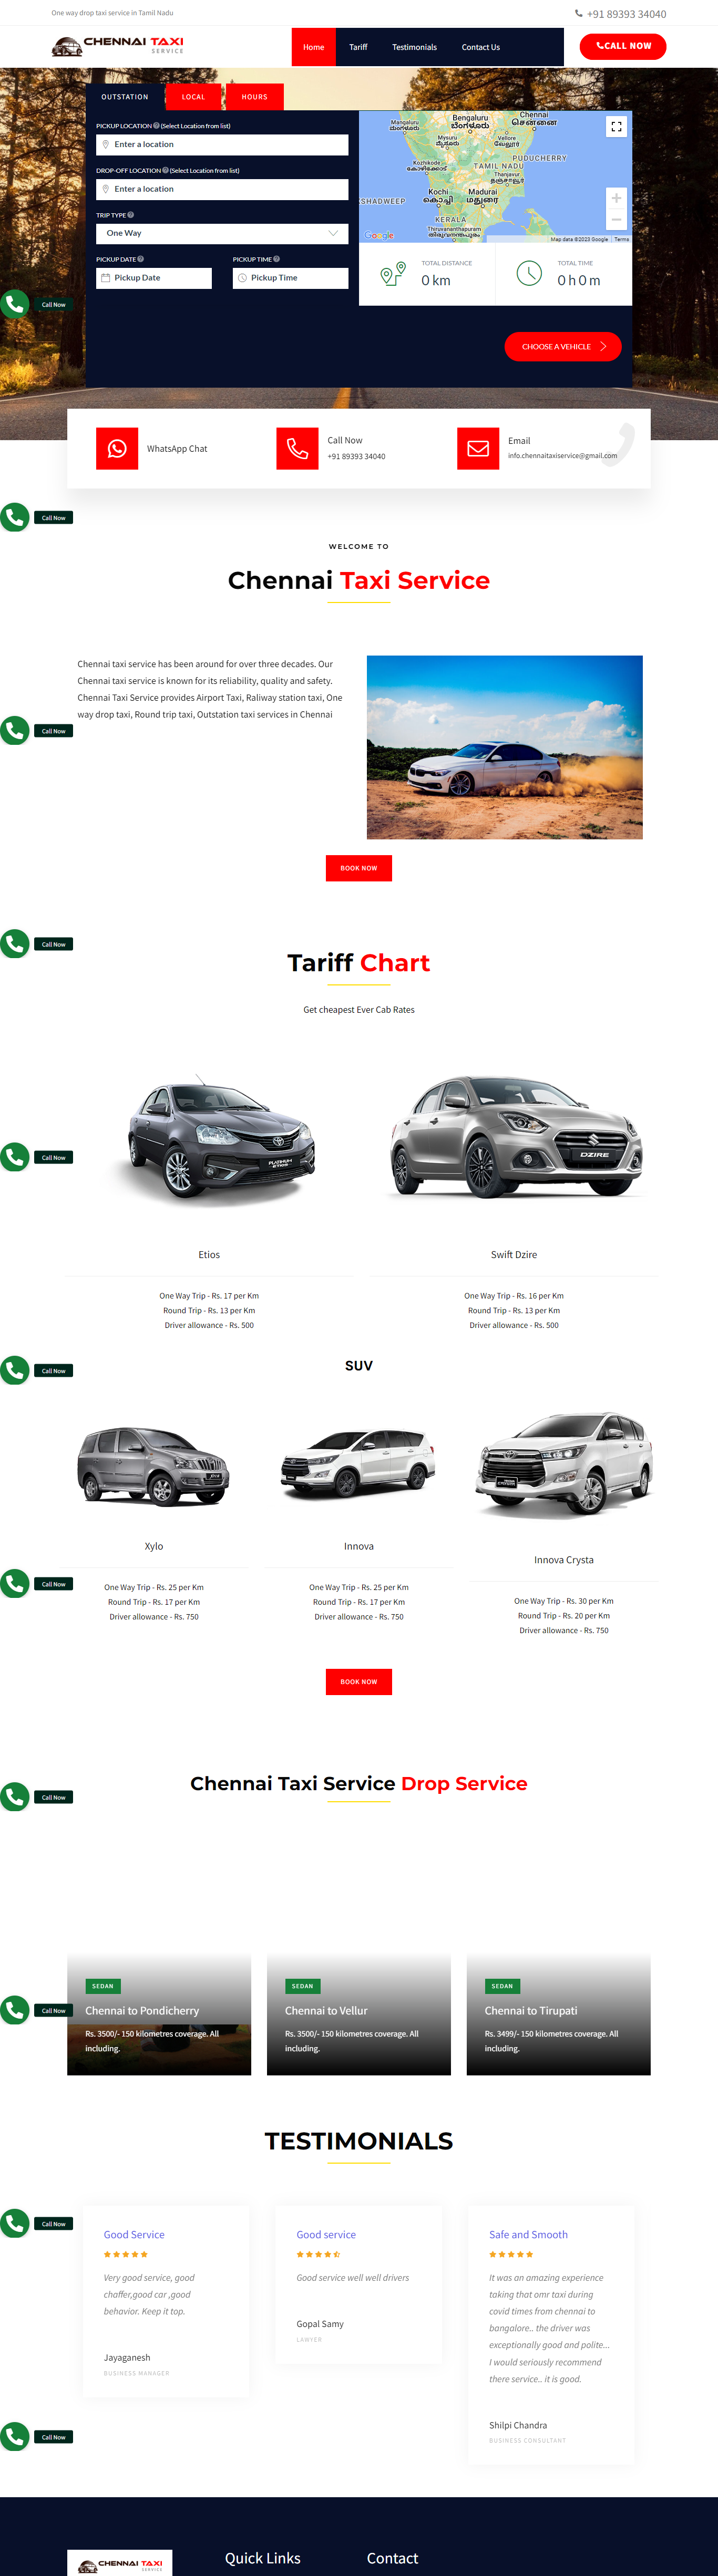 One way drop taxi service in Tamil Nadu
+91 89393 34040
CHENNAI TAXI
SERVICE
Home
Tariff
Testimonials
Contact Us
CALL NOW
OUTSTATION
LOCAL
HOURS
PICKUP LOCATION (Select Location from list)
Enter a location
DROP-OFF LOCATION (Select Location from list)
Enter a location
TRIP TYPE
One Way
PICKUP DATE
PICKUP TIME
Pickup Date
Pickup Time
Chennai
சென்னை
Bengaluru
ಬೆಂಗಳೂರು
Mangaluru
ಮಂಗಳೂರು
Mysuru
ಮೈಸೂರು
Vellore
வேலூர்
PUDUCHERRY
Kozhikode
കോഴിക്കോട്
TAMIL NADU
Thanjavur
தஞ்சாவூர்
Kochi
കൊച്ചി
Madurai
மதுரை
SHADWEEP
KERALA
Thiruvananthapuram
തിരുവനന്തപുരം
Google
Map data ©2023 Google
Terms
TOTAL DISTANCE
0 km
TOTAL TIME
0 h 0 m
CHOOSE A VEHICLE
Call Now
WhatsApp Chat
Call Now
+91 89393 34040
Email
info.chennaitaxiservice@gmail.com
Call Now
WELCOME TO
Chennai Taxi Service
Chennai taxi service has been around for over three decades. Our
Chennai taxi service is known for its reliability, quality and safety.
Chennai Taxi Service provides Airport Taxi, Raliway station taxi, One
way drop taxi, Round trip taxi, Outstation taxi services in Chennai
Call Now
BOOK NOW
Call Now
Tariff Chart
Get cheapest Ever Cab Rates
PLATINUM
ETIOS
DZIRE
Call Now
Etios
One Way Trip - Rs. 17 per Km
Round Trip - Rs. 13 per Km
Driver allowance - Rs. 500
Swift Dzire
One Way Trip - Rs. 16 per Km
Round Trip - Rs. 13 per Km
Driver allowance - Rs. 500
Call Now
SUV
Xylo
One Way Trip - Rs. 25 per Km
Round Trip - Rs. 17 per Km
Driver allowance - Rs. 750
Innova
One Way Trip - Rs. 25 per Km
Round Trip - Rs. 17 per Km
Driver allowance - Rs. 750
Innova Crysta
One Way Trip - Rs. 30 per Km
Round Trip - Rs. 20 per Km
Driver allowance - Rs. 750
Call Now
BOOK NOW
Chennai Taxi Service Drop Service
Call Now
SEDAN
Chennai to Pondicherry
Rs. 3500/- 150 kilometres coverage. All
including.
SEDAN
Chennai to Vellur
Rs. 3500/- 150 kilometres coverage. All
including.
SEDAN
Chennai to Tirupati
Rs. 3499/- 150 kilometres coverage. All
including.
Call Now
TESTIMONIALS
Call Now
Good Service
Very good service, good
chaffer,good car ,good
behavior. Keep it top.
Jayaganesh
BUSINESS MANAGER
Good service
Good service well well drivers
Gopal Samy
LAWYER
Safe and Smooth
It was an amazing experience
taking that omr taxi during
covid times from chennai to
bangalore.. the driver was
exceptionally good and polite...
I would seriously recommend
there service.. it is good.
Shilpi Chandra
BUSINESS CONSULTANT
Call Now
CHENNAI TAXI
SERVICE
Quick Links
Contact